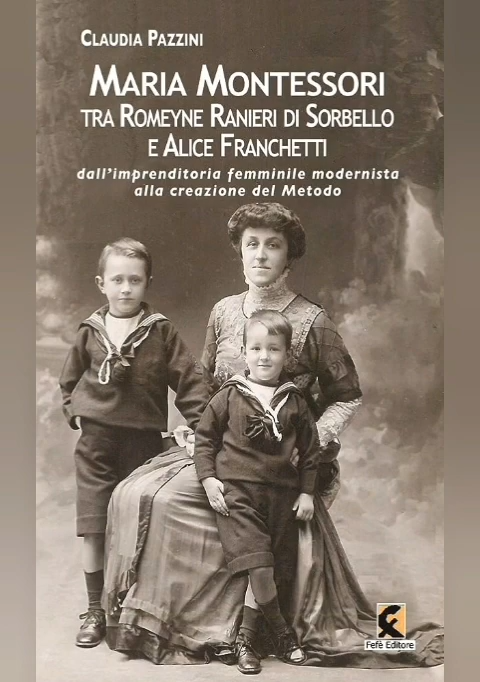 CLAUDIA PAZZINI
MARIA MONTESSORI
TRA ROMEYNE RANIERI DI SORBELLO
E ALICE FRANCHETTI
dall'imprenditoria femminile modernista
alla creazione del Metodo
Fefè Editore